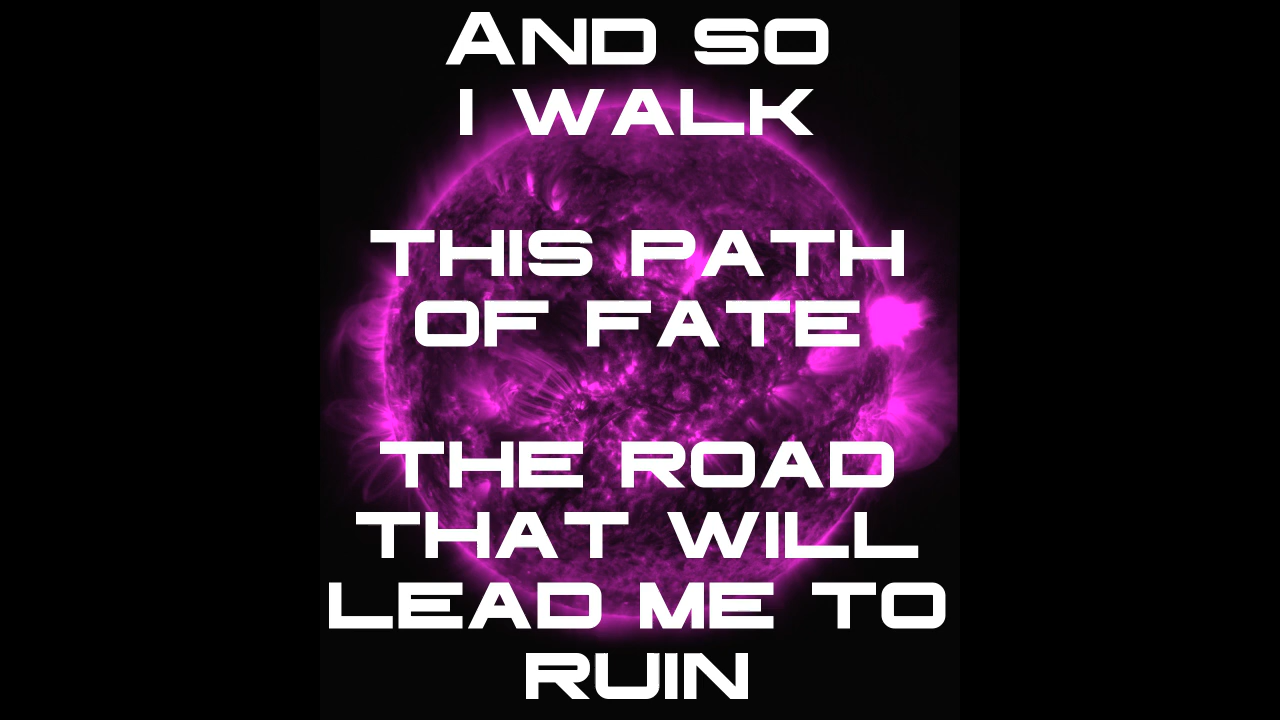 And so
I walk
this path
of fate
the road
that will
lead me to
ruin